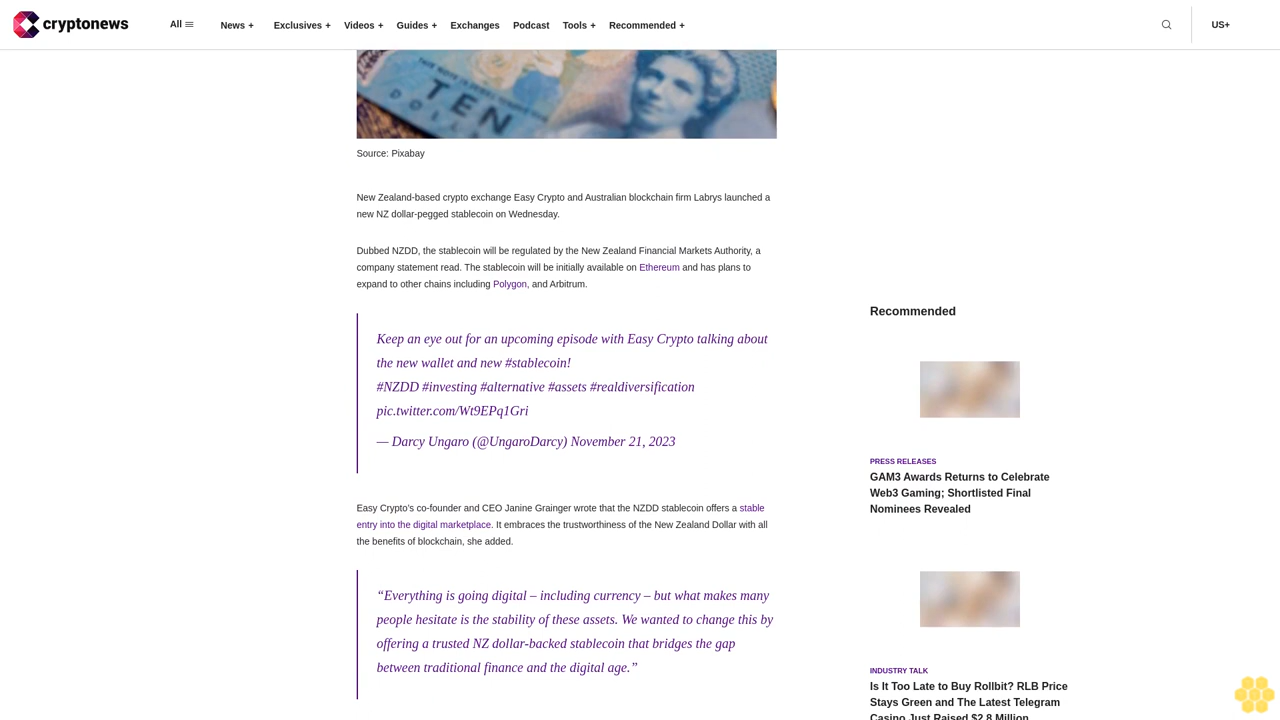 cryptonews
All
News +
Exclusives +
Videos +
Guides +
Exchanges
Podcast
Tools +
Recommended +
US+
TEN
DOLLARS
Source: Pixabay
New Zealand-based crypto exchange Easy Crypto and Australian blockchain firm Labrys launched a
new NZ dollar-pegged stablecoin on Wednesday.
Dubbed NZDD, the stablecoin will be regulated by the New Zealand Financial Markets Authority, a
company statement read. The stablecoin will be initially available on Ethereum and has plans to
expand to other chains including Polygon, and Arbitrum.
Keep an eye out for an upcoming episode with Easy Crypto talking about
the new wallet and new #stablecoin!
#NZDD #investing #alternative #assets #realdiversification
pic.twitter.com/Wt9EPq1Gri
— Darcy Ungaro (@UngaroDarcy) November 21, 2023
Easy Crypto's co-founder and CEO Janine Grainger wrote that the NZDD stablecoin offers a stable
entry into the digital marketplace. It embraces the trustworthiness of the New Zealand Dollar with all
the benefits of blockchain, she added.
“Everything is going digital – including currency – but what makes many
people hesitate is the stability of these assets. We wanted to change this by
offering a trusted NZ dollar-backed stablecoin that bridges the gap
between traditional finance and the digital age.”
Recommended
PRESS RELEASES
GAM3 Awards Returns to Celebrate
Web3 Gaming; Shortlisted Final
Nominees Revealed
INDUSTRY TALK
Is It Too Late to Buy Rollbit? RLB Price
Stays Green and The Latest Telegram
Casino Just Raised $2.8 Million